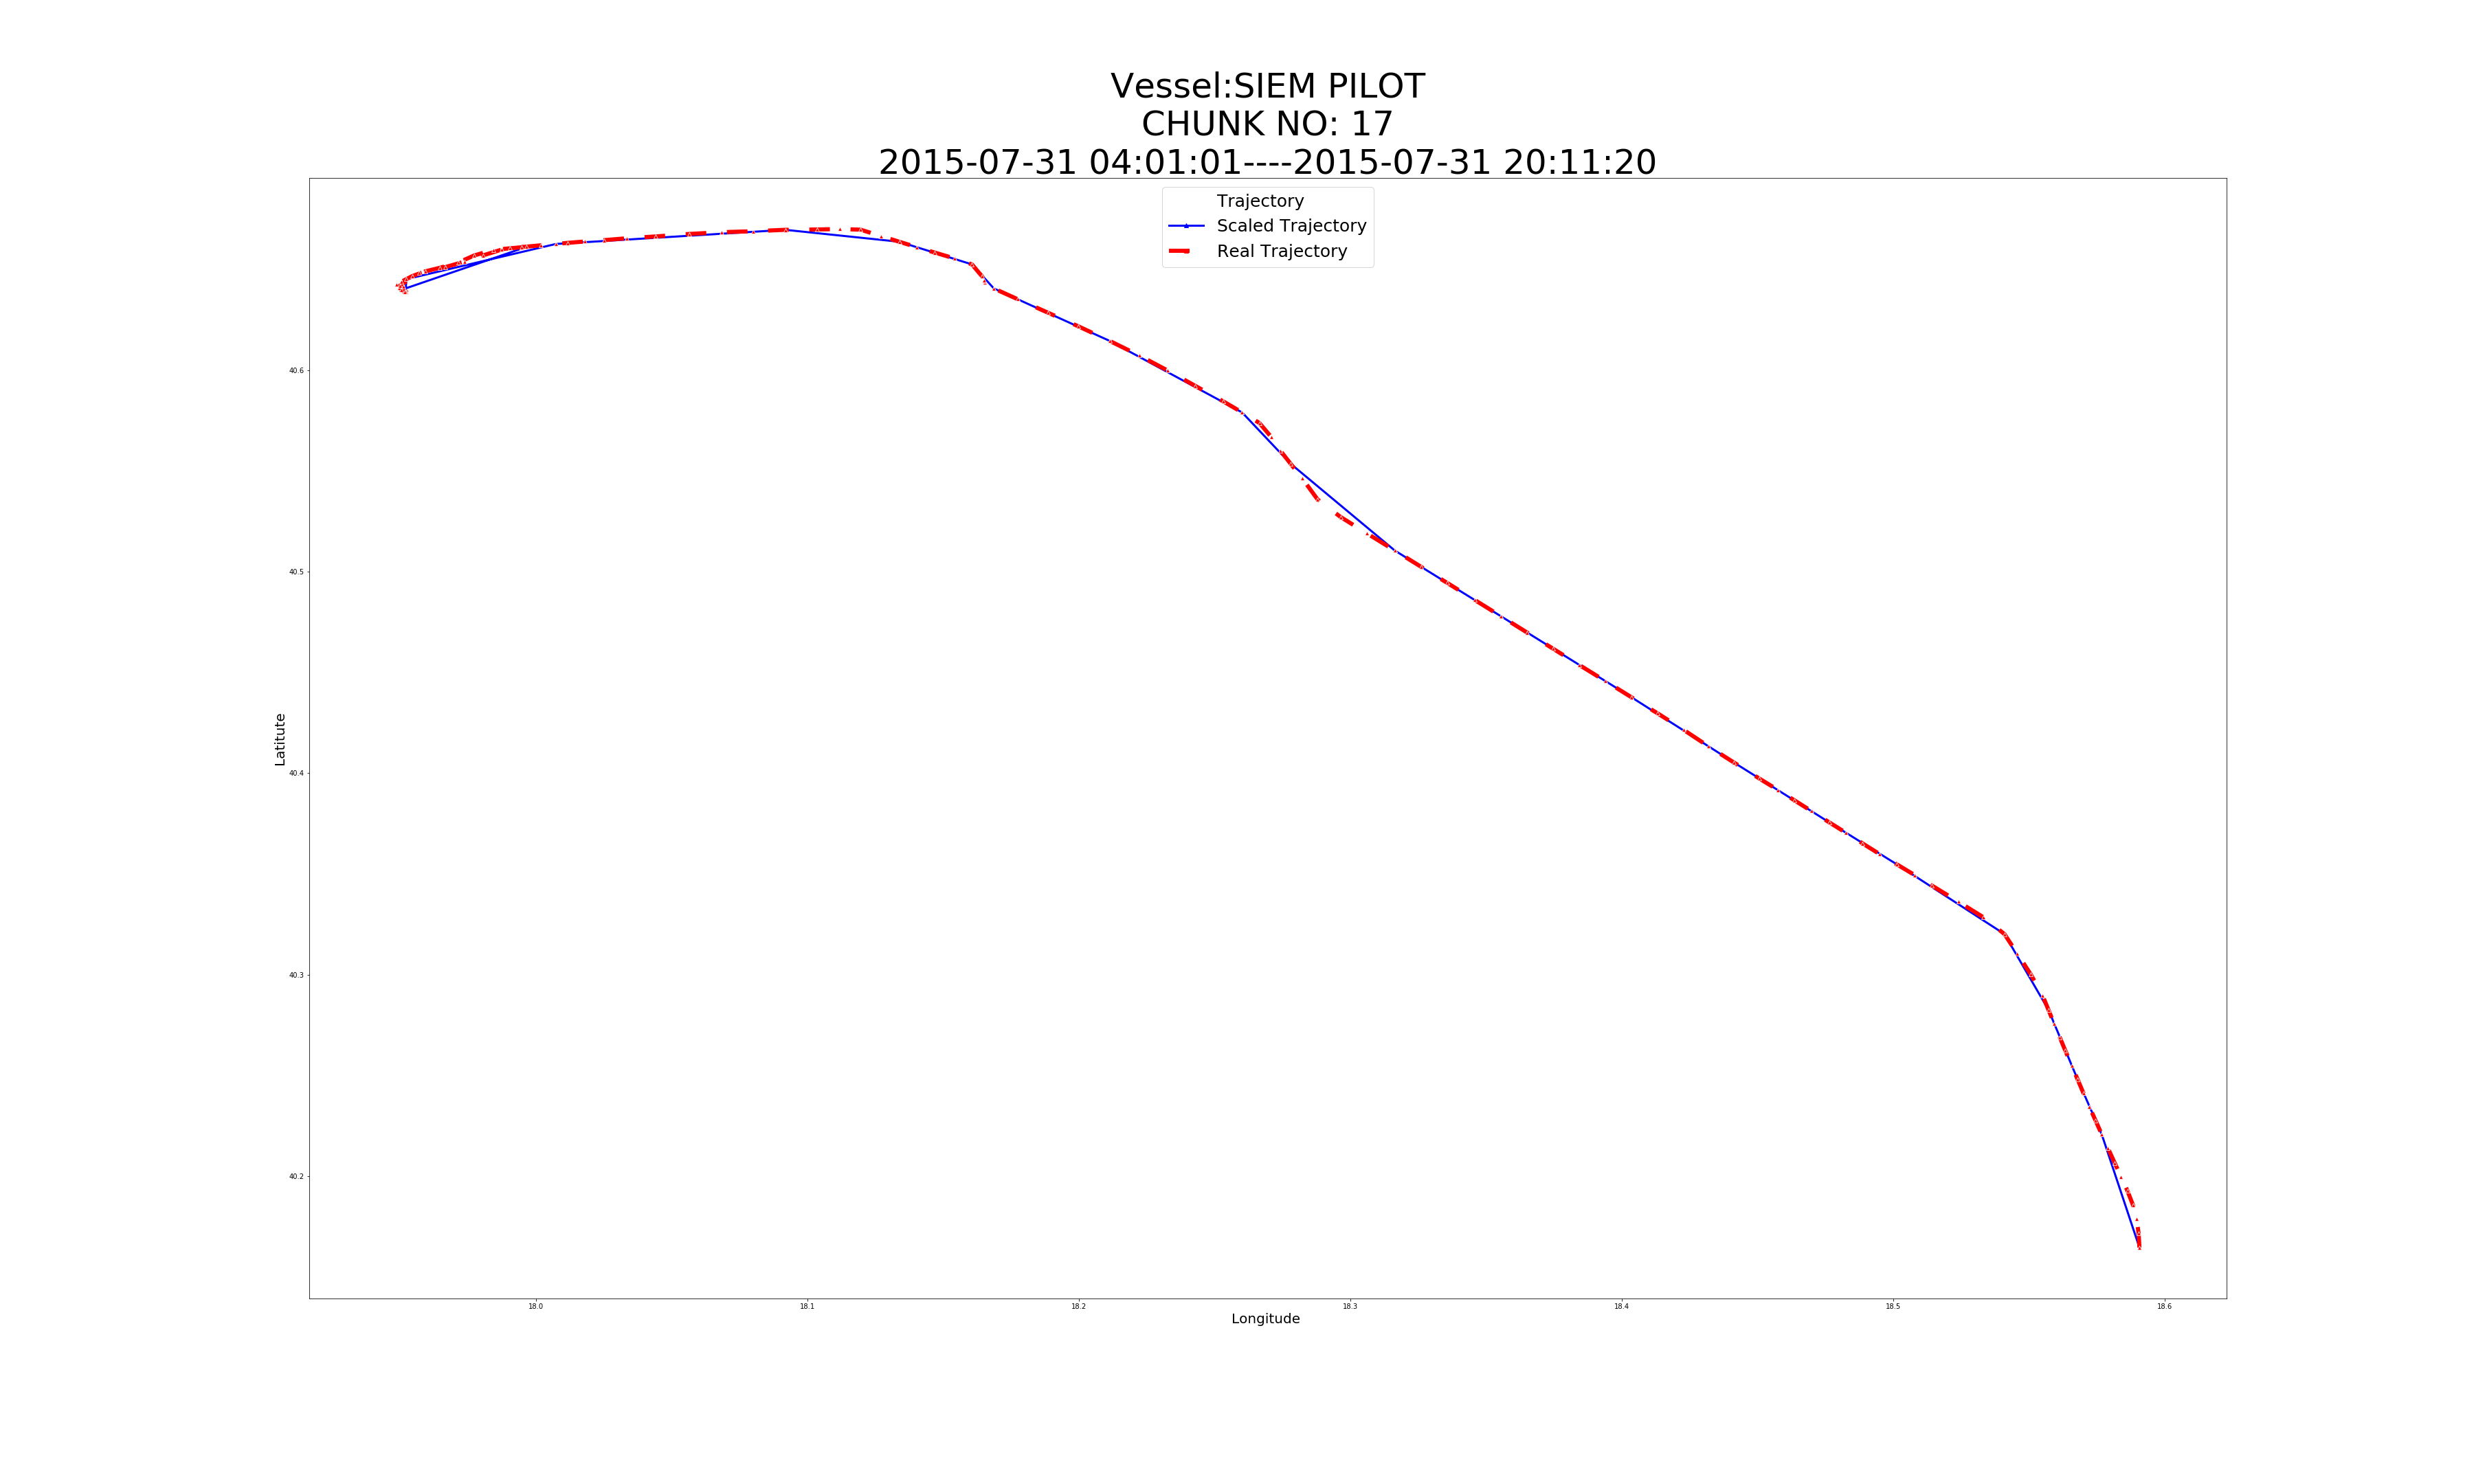 Vessel:SIEM PILOT
CHUNK NO: 17
2015-07-31 04:01:01----2015-07-31 20:11:20
Trajectory
Scaled Trajectory
Real Trajectory
40.6
40.5
40.4
40.3
40.2
Latitute
18.0 18.1 18.2 18.3 18.4 18.5 18.6
Longitude